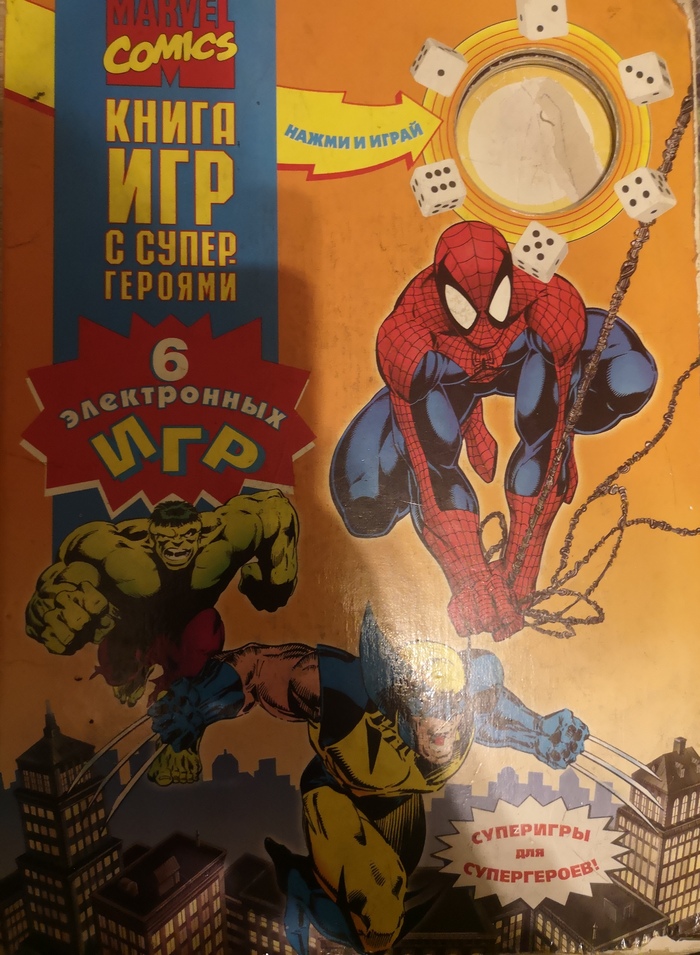 MARVEL
COMICS
КНИГА
ИГР
С СУПЕР-
ГЕРОЯМИ
НАЖМИ И ИГРАЙ
6
электронных
ИГР
СУПЕРИГРЫ
для
СУПЕРГЕРОЕВ!